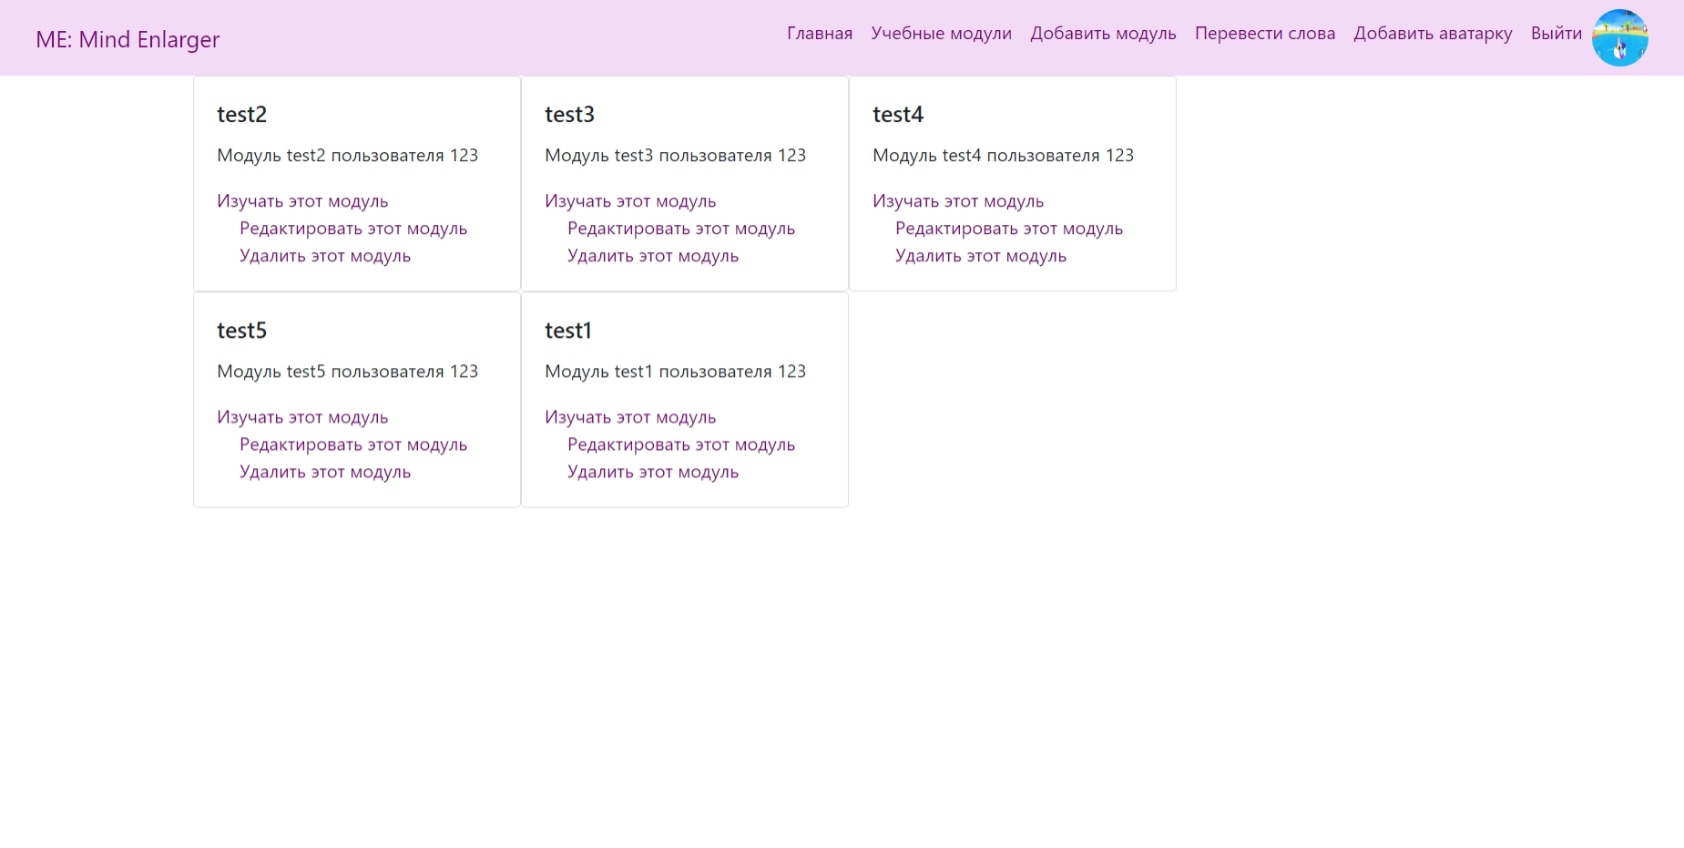 ME: Mind Enlarger
Главная Учебные модули Добавить модуль Перевести слова Добавить аватарку Выйти
test2
Модуль test2 пользователя 123
Изучать этот модуль
Редактировать этот модуль
Удалить этот модуль
test3
Модуль test3 пользователя 123
Изучать этот модуль
Редактировать этот модуль
Удалить этот модуль
test4
Модуль test4 пользователя 123
Изучать этот модуль
Редактировать этот модуль
Удалить этот модуль
test5
Модуль test5 пользователя 123
Изучать этот модуль
Редактировать этот модуль
Удалить этот модуль
test1
Модуль test1 пользователя 123
Изучать этот модуль
Редактировать этот модуль
Удалить этот модуль